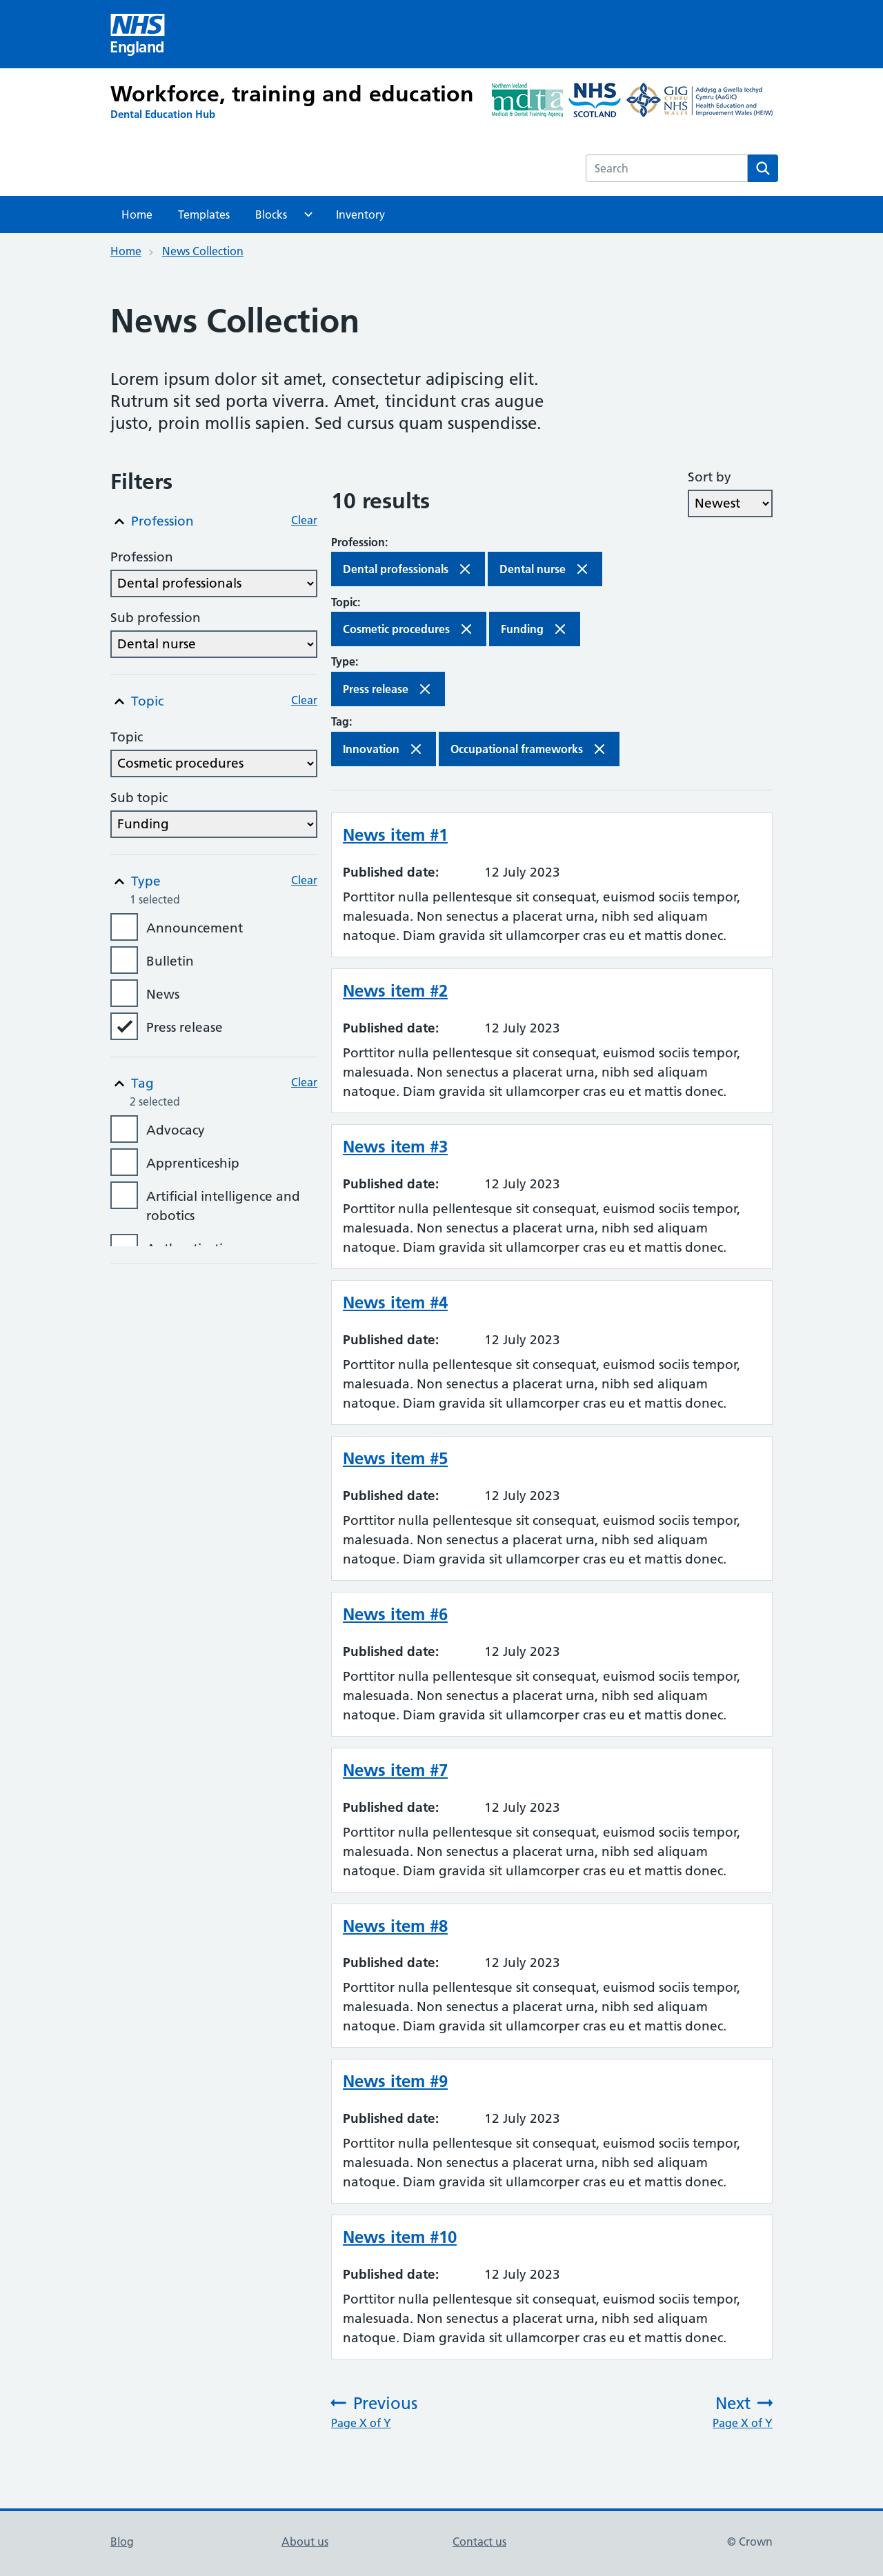 NHS
England
Workforce, training and education
Dental Education Hub
Northern Ireland
mdta
Medical & Dental Training Agency
NHS
SCOTLAND
GIG
CYMRU
NHS
WALES
Addysg a Gwella Iechyd
Cymru (AaGIC)
Health Education and
Improvement Wales (HEIW)
Search
Home
Templates
Blocks
Inventory
Home
News Collection
News Collection
Lorem ipsum dolor sit amet, consectetur adipiscing elit.
Rutrum sit sed porta viverra. Amet, tincidunt cras augue
justo, proin mollis sapien. Sed cursus quam suspendisse.
Filters
Profession
Clear
Profession
Dental professionals
Sub profession
Dental nurse
Topic
Clear
Topic
Cosmetic procedures
Sub topic
Funding
Type
Clear
1 selected
Announcement
Bulletin
News
Press release
Tag
Clear
2 selected
Advocacy
Apprenticeship
Artificial intelligence and
robotics
10 results
Sort by
Newest
Profession:
Dental professionals
Dental nurse
Topic:
Cosmetic procedures
Funding
Type:
Press release
Tag:
Innovation
Occupational frameworks
News item #1
Published date: 12 July 2023
Porttitor nulla pellentesque sit consequat, euismod sociis tempor,
malesuada. Non senectus a placerat urna, nibh sed aliquam
natoque. Diam gravida sit ullamcorper cras eu et mattis donec.
News item #2
Published date: 12 July 2023
Porttitor nulla pellentesque sit consequat, euismod sociis tempor,
malesuada. Non senectus a placerat urna, nibh sed aliquam
natoque. Diam gravida sit ullamcorper cras eu et mattis donec.
News item #3
Published date: 12 July 2023
Porttitor nulla pellentesque sit consequat, euismod sociis tempor,
malesuada. Non senectus a placerat urna, nibh sed aliquam
natoque. Diam gravida sit ullamcorper cras eu et mattis donec.
News item #4
Published date: 12 July 2023
Porttitor nulla pellentesque sit consequat, euismod sociis tempor,
malesuada. Non senectus a placerat urna, nibh sed aliquam
natoque. Diam gravida sit ullamcorper cras eu et mattis donec.
News item #5
Published date: 12 July 2023
Porttitor nulla pellentesque sit consequat, euismod sociis tempor,
malesuada. Non senectus a placerat urna, nibh sed aliquam
natoque. Diam gravida sit ullamcorper cras eu et mattis donec.
News item #6
Published date: 12 July 2023
Porttitor nulla pellentesque sit consequat, euismod sociis tempor,
malesuada. Non senectus a placerat urna, nibh sed aliquam
natoque. Diam gravida sit ullamcorper cras eu et mattis donec.
News item #7
Published date: 12 July 2023
Porttitor nulla pellentesque sit consequat, euismod sociis tempor,
malesuada. Non senectus a placerat urna, nibh sed aliquam
natoque. Diam gravida sit ullamcorper cras eu et mattis donec.
News item #8
Published date: 12 July 2023
Porttitor nulla pellentesque sit consequat, euismod sociis tempor,
malesuada. Non senectus a placerat urna, nibh sed aliquam
natoque. Diam gravida sit ullamcorper cras eu et mattis donec.
News item #9
Published date: 12 July 2023
Porttitor nulla pellentesque sit consequat, euismod sociis tempor,
malesuada. Non senectus a placerat urna, nibh sed aliquam
natoque. Diam gravida sit ullamcorper cras eu et mattis donec.
News item #10
Published date: 12 July 2023
Porttitor nulla pellentesque sit consequat, euismod sociis tempor,
malesuada. Non senectus a placerat urna, nibh sed aliquam
natoque. Diam gravida sit ullamcorper cras eu et mattis donec.
Previous
Page X of Y
Next
Page X of Y
Blog
About us
Contact us
© Crown